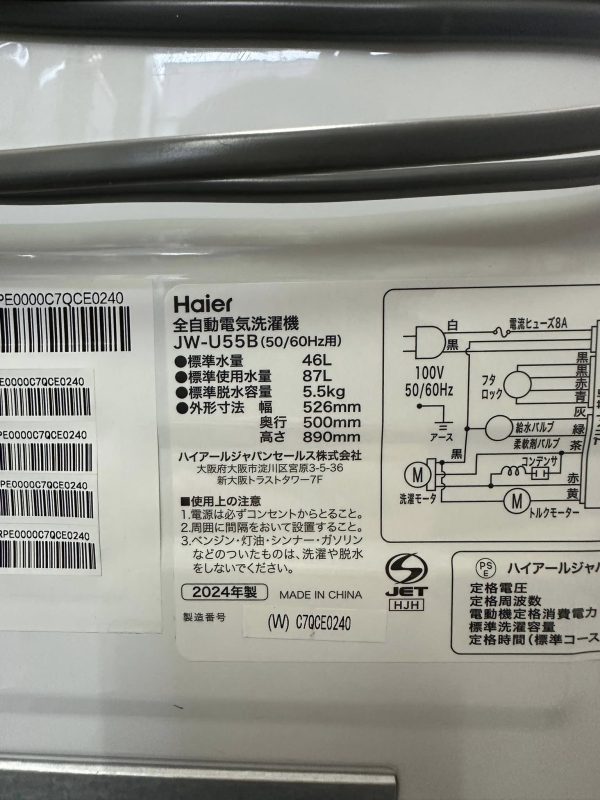 PE0000C7QCE0240
E0000C7QCE0240
PE0000C7QCE0240
PE0000C7QCE0240
RPE0000C7QCE0240
Haier
全自動電気洗濯機
JW-U55B(50/60Hz用)
●標準水量 46L
●標準使用水量 87L
●標準脱水容量 5.5kg
●外形寸法 幅 526mm
奥行 500mm
高さ 890mm
ハイアールジャパンセールス株式会社
大阪府大阪市淀川区宮原3-5-36
新大阪トラストタワー7F
■使用上の注意
1.電源は必ずコンセントからとること。
2.周囲に間隔をおいて設置すること。
3.ベンジン・灯油・シンナー・ガソリン
などのついたものは、洗濯や脱水
をしないでください。
2024年製 MADE IN CHINA
製造番号 (W) C7QCE0240
S
JET
HJH
白
黒
電流ヒューズ8A
100V
50/60Hz
アース
フタ
ロック
黒
黒
赤
青
灰
給水バルブ
緑
柔軟剤バルブ
茶
黒
コンデンサ
M
洗濯モータ
赤
黄
M
トルクモーター
PS
E
ハイアールジャパ
定格電圧
定格周波数
電動機定格消費電力
標準洗濯容量
定格時間(標準コース